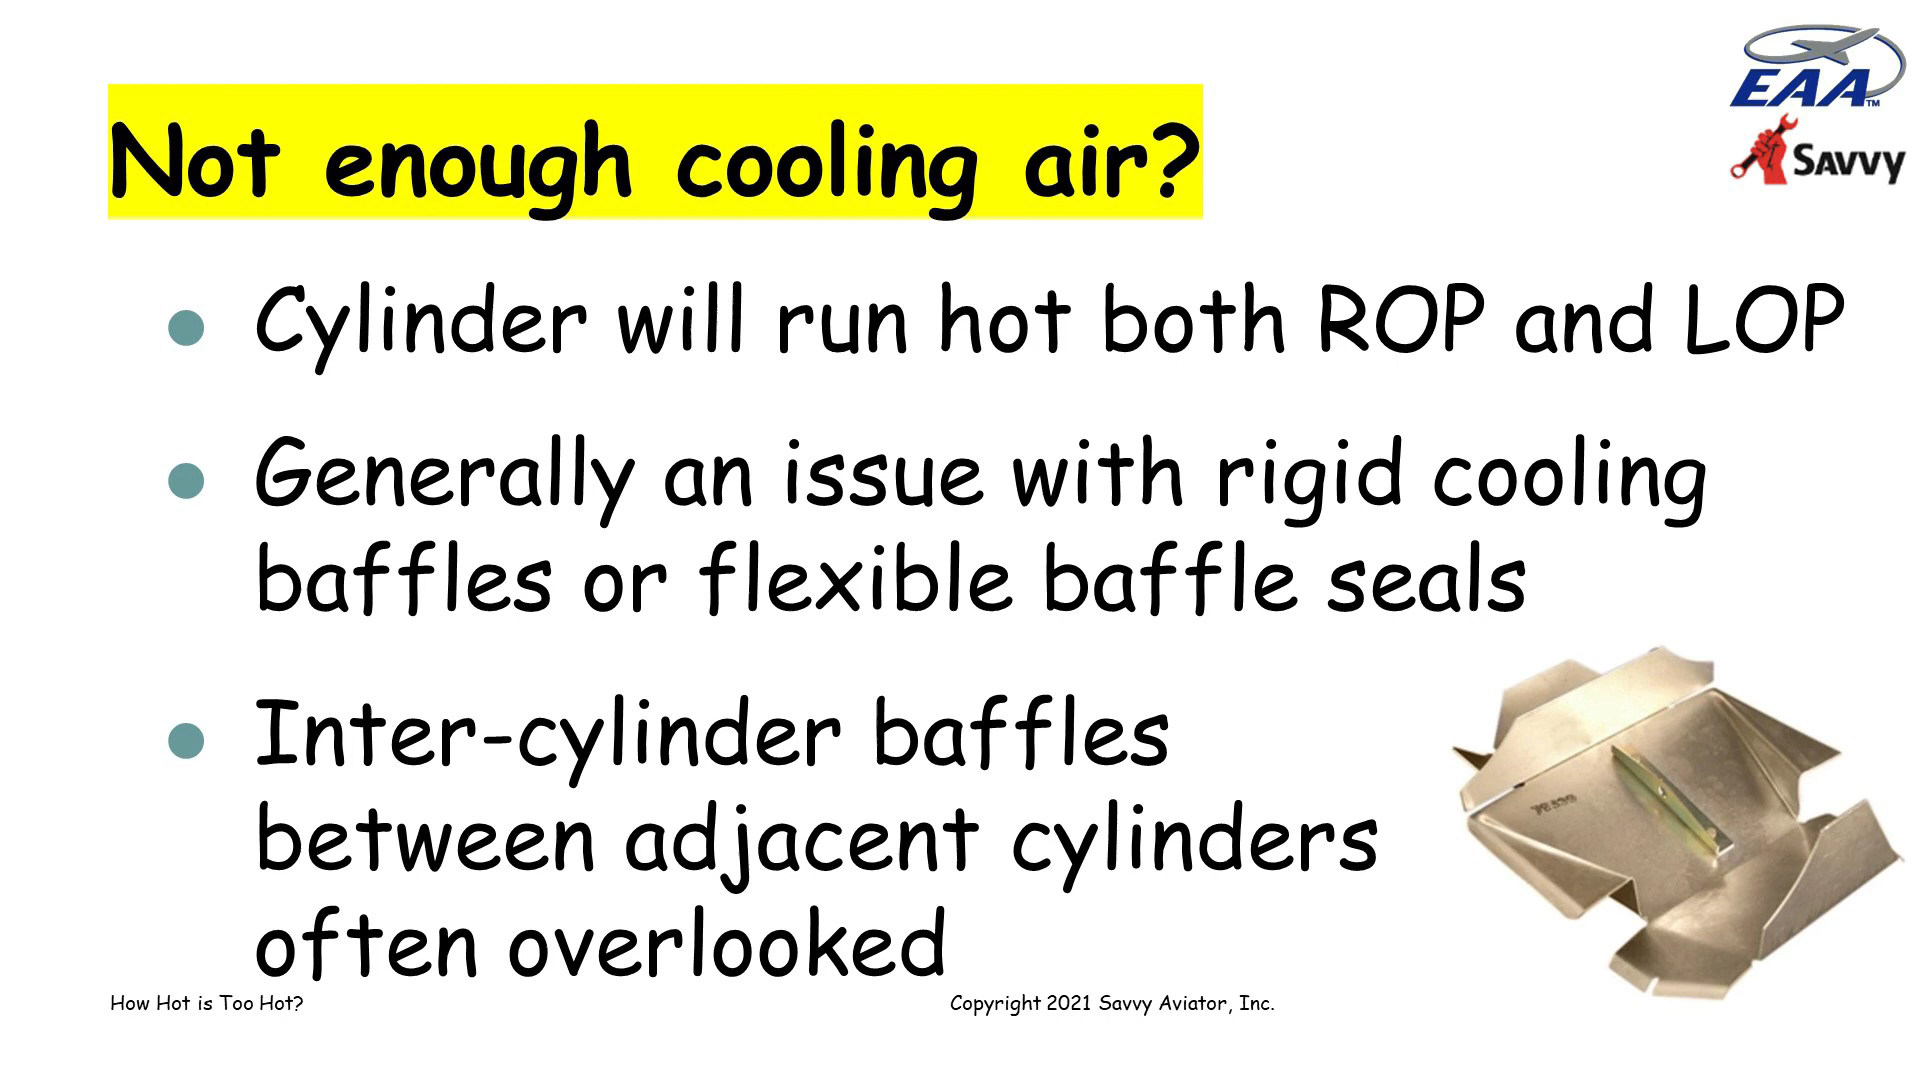 EAA™
SAVVY
Not enough cooling air?
Cylinder will run hot both ROP and LOP
Generally an issue with rigid cooling
baffles or flexible baffle seals
Inter-cylinder baffles
between adjacent cylinders
often overlooked
How Hot is Too Hot?
Copyright 2021 Savvy Aviator, Inc.